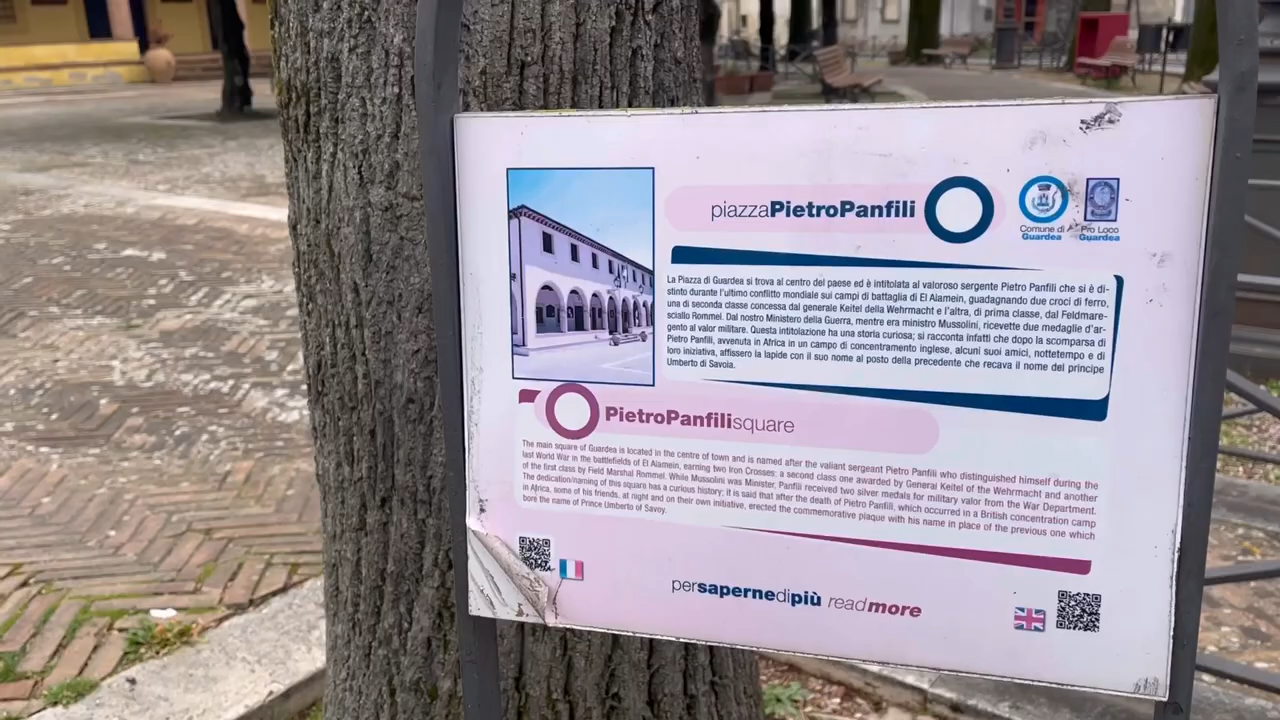 piazzaPietroPanfili
Comune di
Guardea
Pro Loco
Guardea
La Piazza di Guardea si trova al centro del paese ed è intitolata al valoroso sergente Pietro Panfili che si è di-
stinto durante l'ultimo conflitto mondiale sui campi di battaglia di El Alamein, guadagnando due croci di ferro,
una di seconda classe concessa dal generale Keitel della Wehrmacht e l'altra, di prima classe, dal Feldmare-
sciallo Rommel. Dal nostro Ministero della Guerra, mentre era ministro Mussolini, ricevette due medaglie d'ar-
gento al valor militare. Questa intitolazione ha una storia curiosa; si racconta infatti che dopo la scomparsa di
Pietro Panfili, avvenuta in Africa in un campo di concentramento inglese, alcuni suoi amici, nottetempo e di
loro iniziativa, affissero la lapide con il suo nome al posto della precedente che recava il nome del principe
Umberto di Savoia.
PietroPanfilisquare
The main square of Guardea is located in the centre of town and is named after the valiant sergeant Pietro Panfili who distinguished himself during the
last World War in the battlefields of El Alamein, earning two Iron Crosses: a second class one awarded by General Keitel of the Wehrmacht and another
of the first class by Field Marshal Rommel. While Mussolini was Minister, Panfili received two silver medals for military valor from the War Department.
The dedication/naming of this square has a curious history; it is said that after the death of Pietro Panfili, which occurred in a British concentration camp
in Africa, some of his friends, at night and on their own initiative, erected the commemorative plaque with his name in place of the previous one which
bore the name of Prince Umberto of Savoy.
persapernedipiù readmore